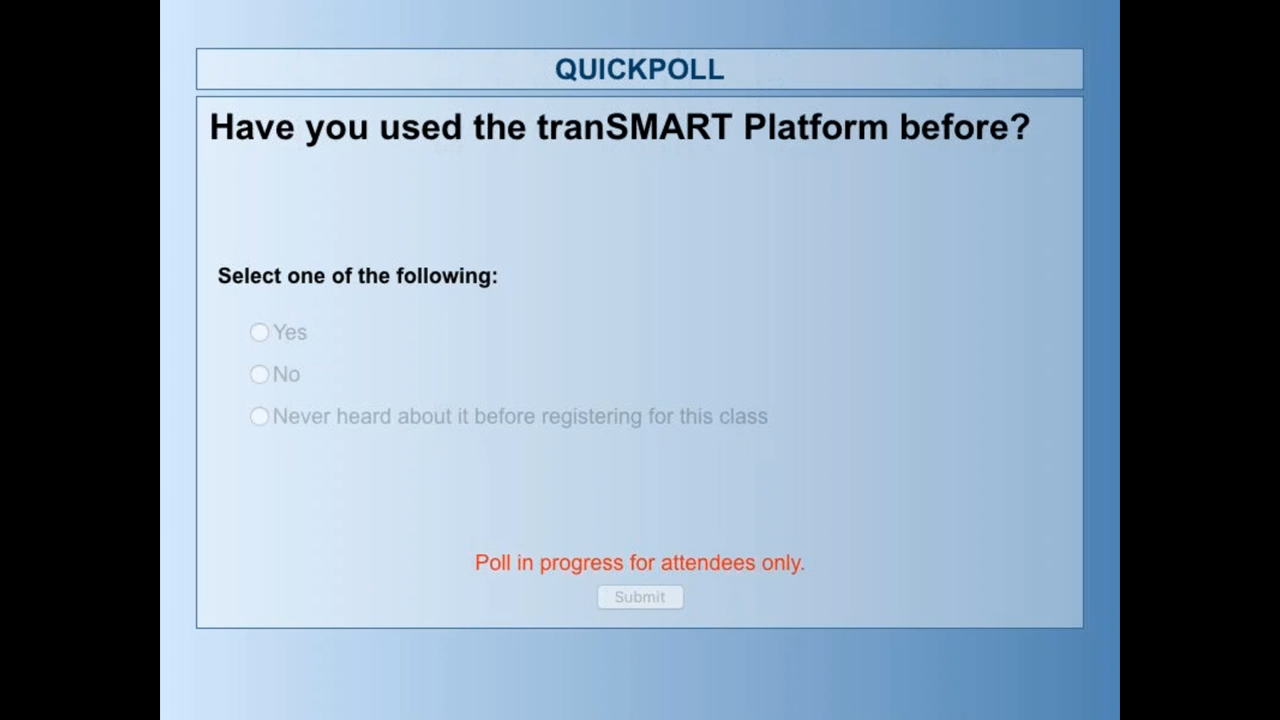 QUICKPOLL
Have you used the tranSMART Platform before?
Select one of the following:
Yes
No
Never heard about it before registering for this class
Poll in progress for attendees only.
Submit